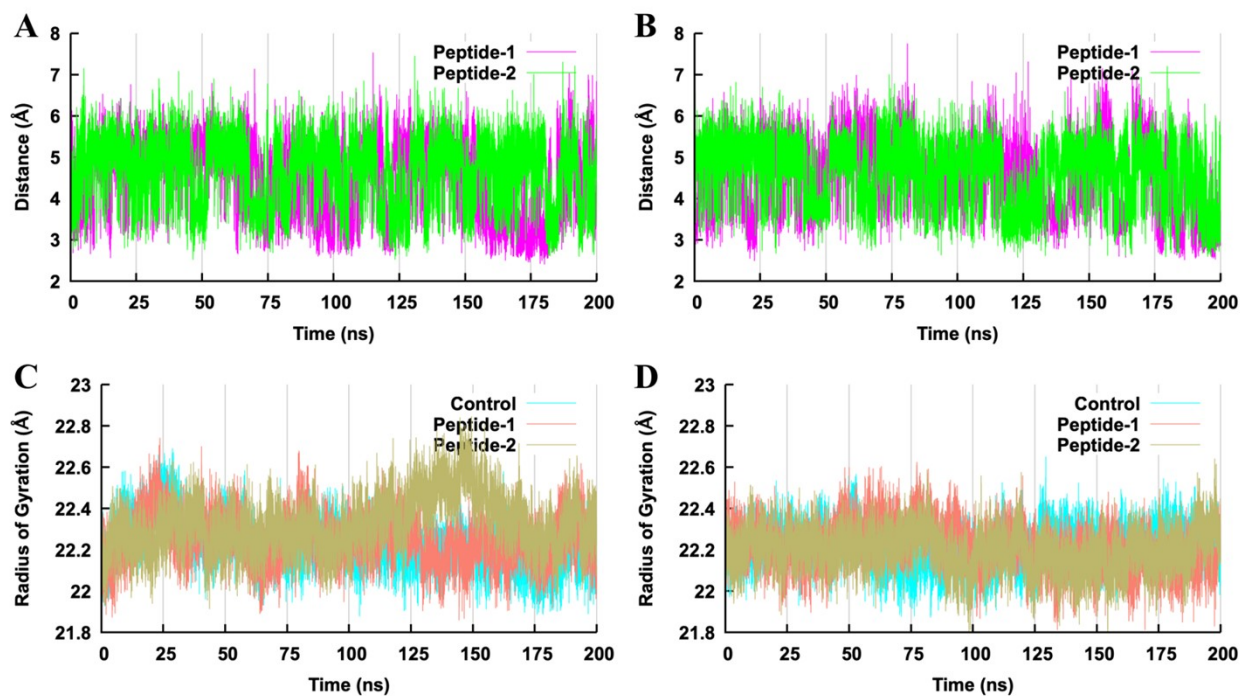 A
8
7
6
5
4
3
2
Distance (Å)
Peptide-1
Peptide-2
0 25 50 75 100 125 150 175 200
Time (ns)
B
8
7
6
5
4
3
2
Distance (Å)
Peptide-1
Peptide-2
0 25 50 75 100 125 150 175 200
Time (ns)
C
23
22.8
22.6
22.4
22.2
22
21.8
Radius of Gyration (Å)
Control
Peptide-1
Peptide-2
0 25 50 75 100 125 150 175 200
Time (ns)
D
23
22.8
22.6
22.4
22.2
22
21.8
Radius of Gyration (Å)
Control
Peptide-1
Peptide-2
0 25 50 75 100 125 150 175 200
Time (ns)